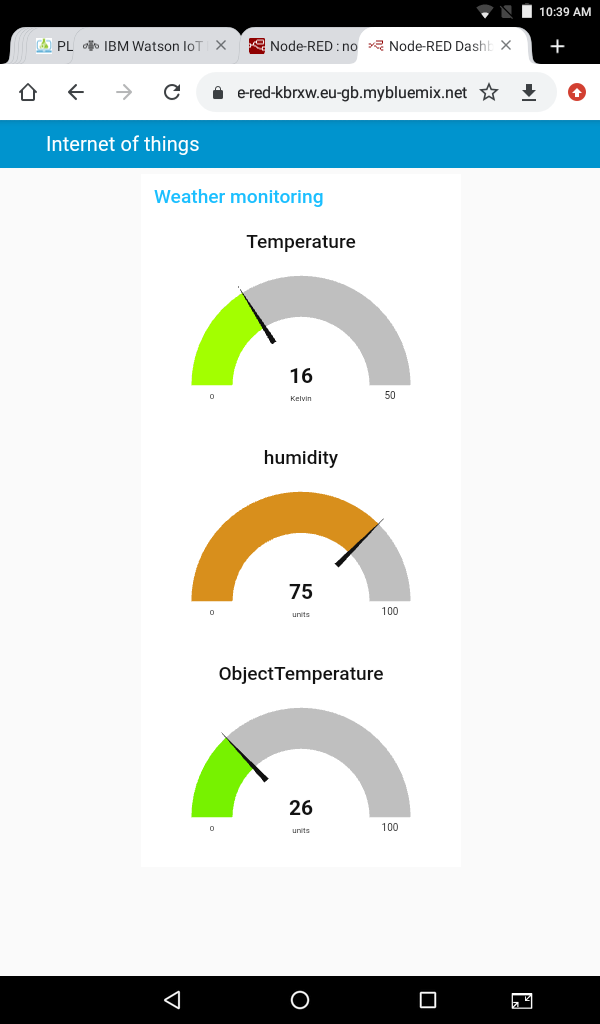 10:39 AM
PL
IBM Watson IoT
Node-RED : no
Node-RED Dashb
e-red-kbrxw.eu-gb.mybluemix.net
Internet of things
Weather monitoring
Temperature
16
Kelvin
0
50
humidity
75
units
0
100
ObjectTemperature
26
units
0
100